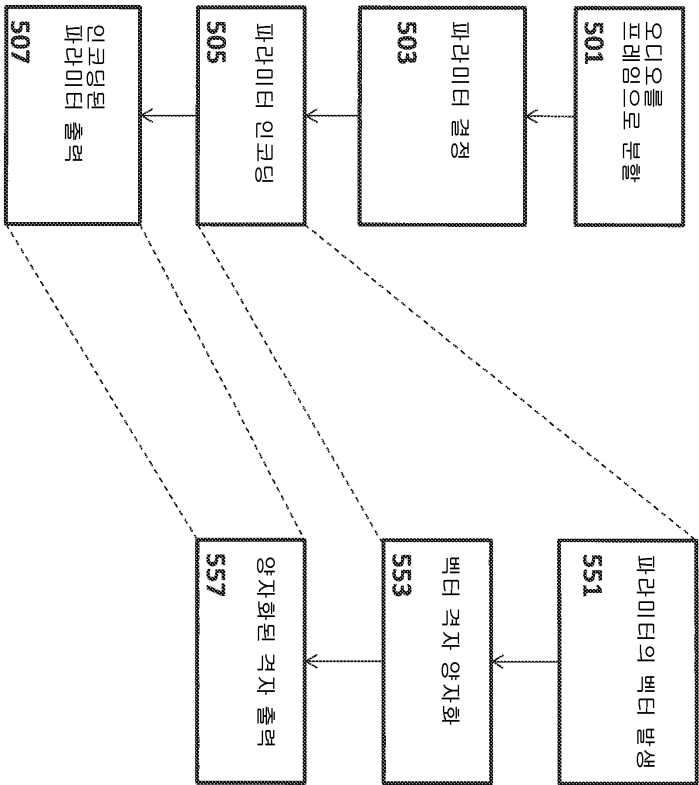 오디오를
프레임으로 분할
501
파라미터 결정
503
파라미터 인코딩
505
인코딩된
파라미터 출력
507
파라미터의 벡터 발생
551
벡터 격자 양자화
553
양자화된 격자 출력
557